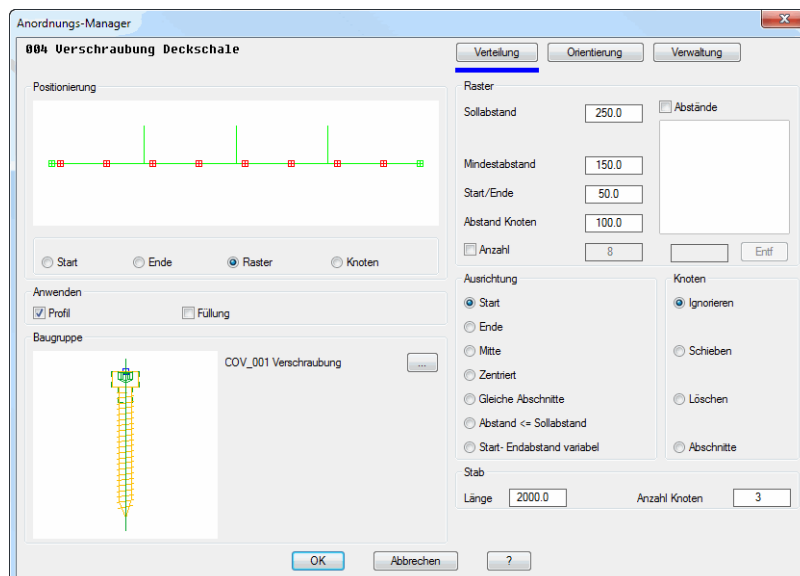 Anordnungs-Manager
004 Verschraubung Deckschale
Verteilung
Orientierung
Verwaltung
Positionierung
Start
Ende
Raster
Knoten
Anwenden
Profil
Füllung
Baugruppe
COV_001 Verschraubung
...
Raster
Sollabstand 250.0
Abstände
Mindestabstand 150.0
Start/Ende 50.0
Abstand Knoten 100.0
Anzahl 8
Entf
Ausrichtung
Start
Ende
Mitte
Zentriert
Gleiche Abschnitte
Abstand <= Sollabstand
Start- Endabstand variabel
Knoten
Ignorieren
Schieben
Löschen
Abschnitte
Stab
Länge 2000.0
Anzahl Knoten 3
OK
Abbrechen
?